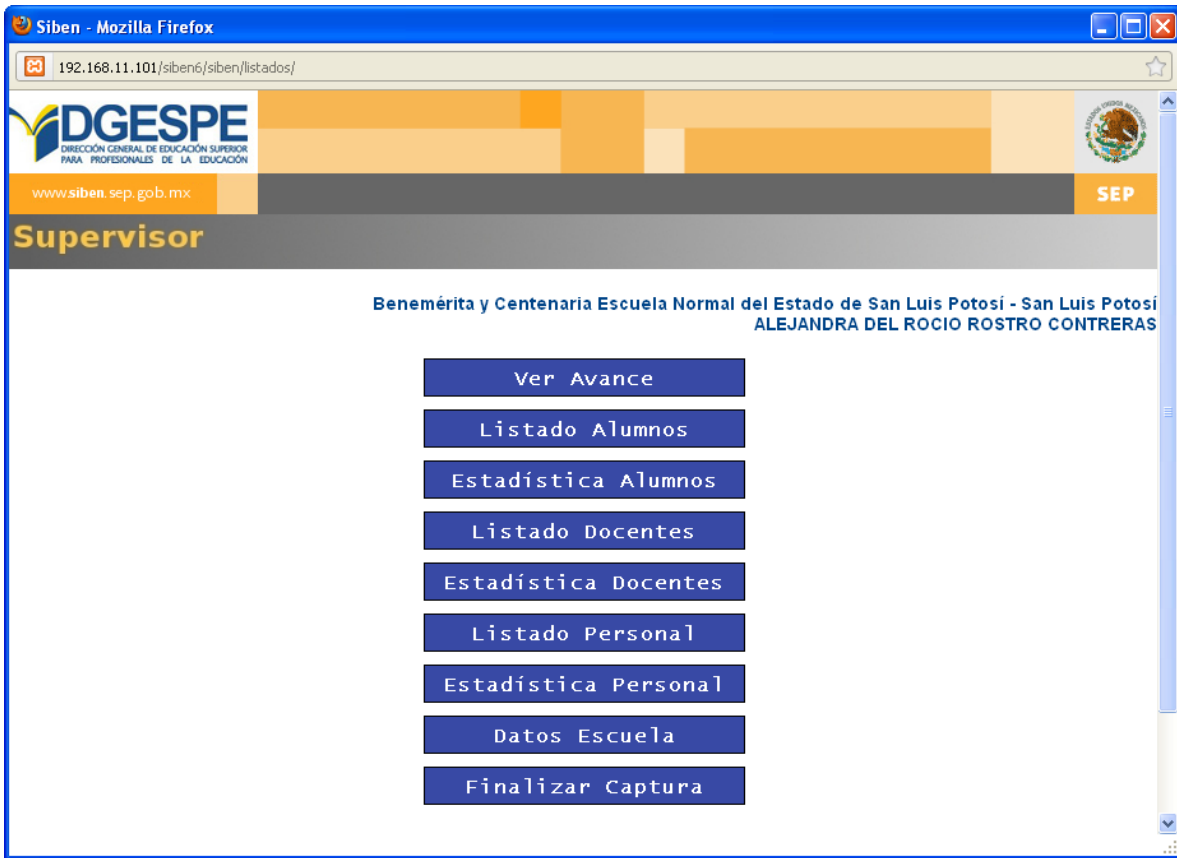 Siben - Mozilla Firefox
192.168.11.101/siben6/siben/listados/
DGESPE
DIRECCIÓN GENERAL DE EDUCACIÓN SUPERIOR
PARA PROFESIONALES DE LA EDUCACIÓN
ESTADOS UNIDOS MEXICANOS
www.siben.sep.gob.mx
SEP
Supervisor
Benemérita y Centenaria Escuela Normal del Estado de San Luis Potosí - San Luis Potosí
ALEJANDRA DEL ROCIO ROSTRO CONTRERAS
Ver Avance
Listado Alumnos
Estadística Alumnos
Listado Docentes
Estadística Docentes
Listado Personal
Estadística Personal
Datos Escuela
Finalizar Captura